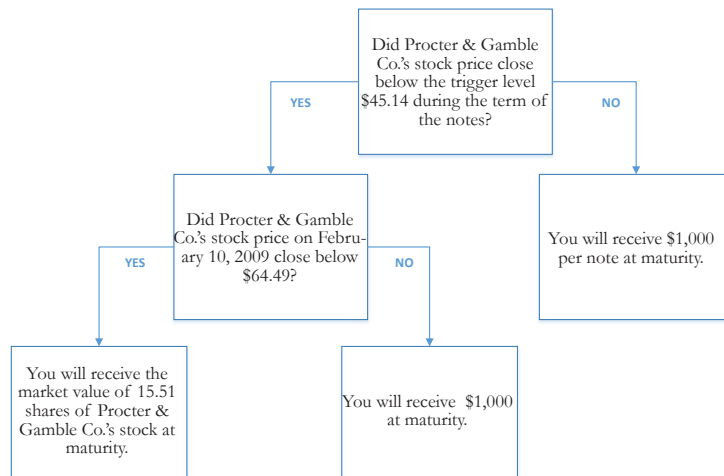 Did Procter & Gamble
Co.'s stock price close
below the trigger level
$45.14 during the term of
the notes?
YES
NO
Did Procter & Gamble
Co.'s stock price on Febru-
ary 10, 2009 close below
$64.49?
You will receive $1,000
per note at maturity.
YES
NO
You will receive the
market value of 15.51
shares of Procter &
Gamble Co.'s stock at
maturity.
You will receive $1,000
at maturity.